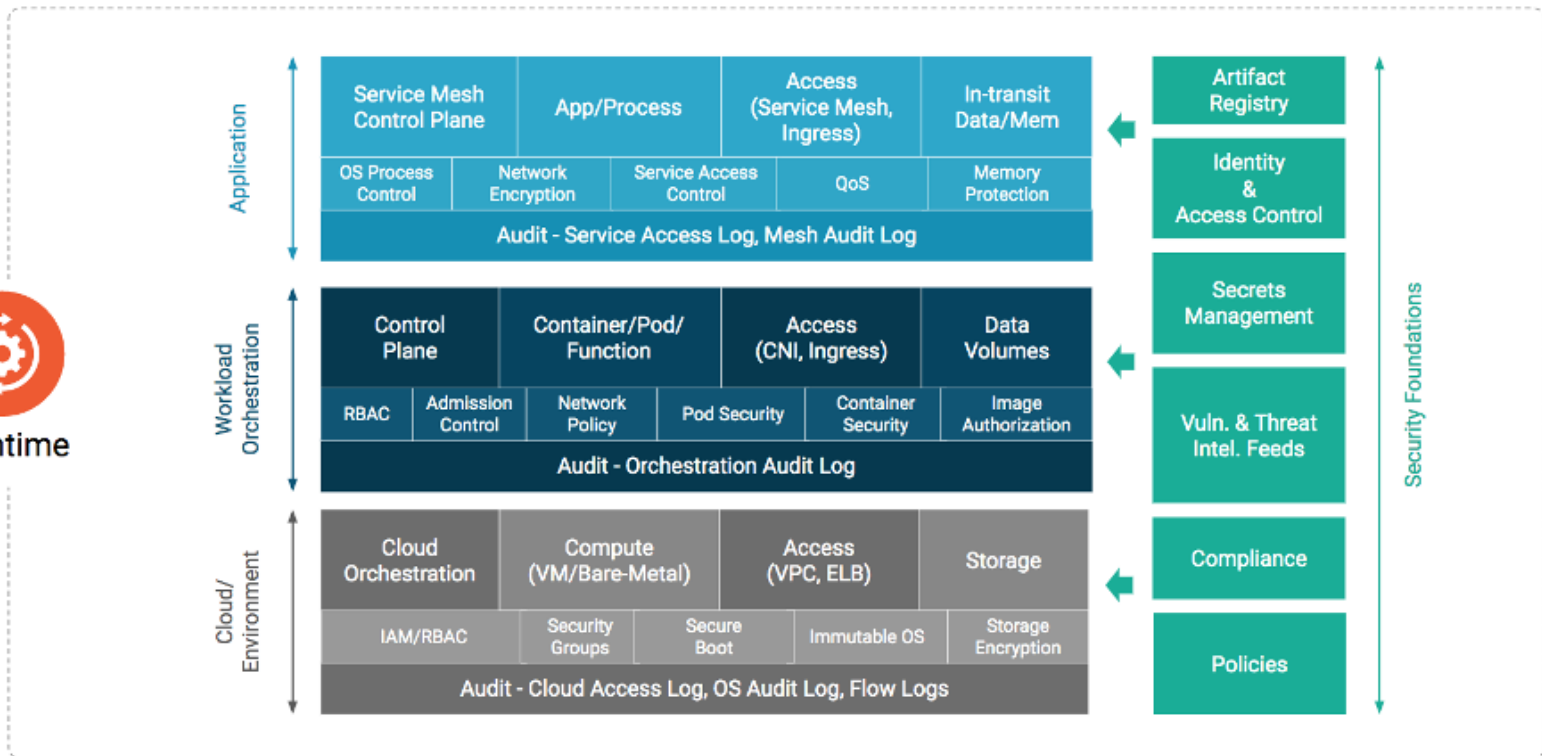 Application
Service Mesh
Control Plane
App/Process
Access
(Service Mesh,
Ingress)
In-transit
Data/Mem
OS Process
Control
Network
Encryption
Service Access
Control
QoS
Memory
Protection
Audit - Service Access Log, Mesh Audit Log
Workload
Orchestration
Control
Plane
Container/Pod/
Function
Access
(CNI, Ingress)
Data
Volumes
RBAC
Admission
Control
Network
Policy
Pod Security
Container
Security
Image
Authorization
Audit - Orchestration Audit Log
Cloud/
Environment
Cloud
Orchestration
Compute
(VM/Bare-Metal)
Access
(VPC, ELB)
Storage
IAM/RBAC
Security
Groups
Secure
Boot
Immutable OS
Storage
Encryption
Audit - Cloud Access Log, OS Audit Log, Flow Logs
Artifact
Registry
Identity
&
Access Control
Secrets
Management
Vuln. & Threat
Intel. Feeds
Compliance
Policies
Security Foundations